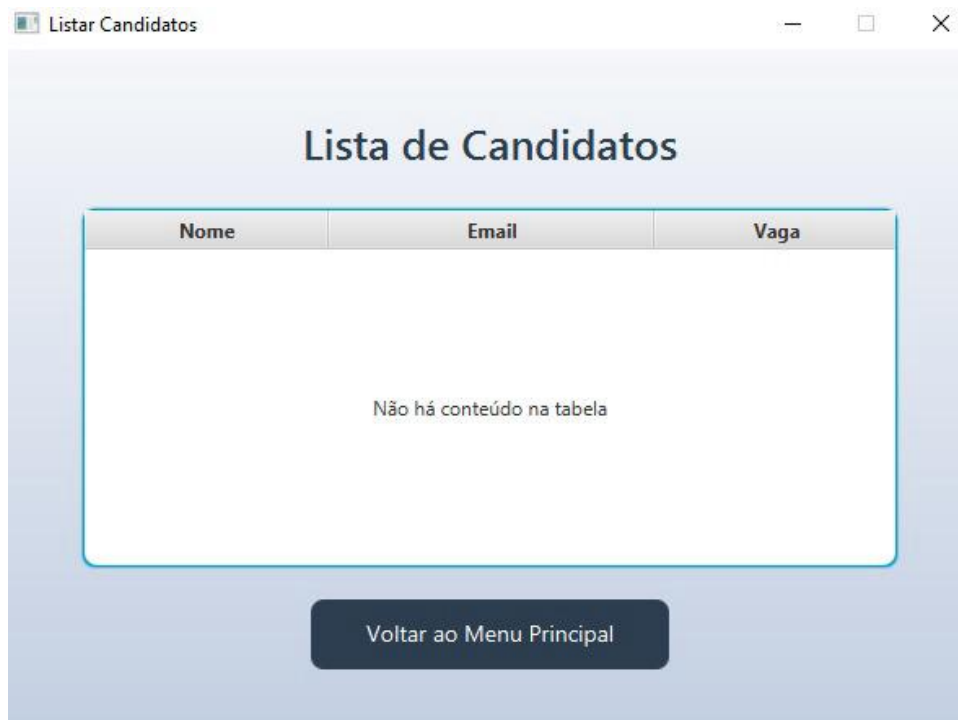 Listar Candidatos
Lista de Candidatos
Nome Email Vaga
Não há conteúdo na tabela
Voltar ao Menu Principal